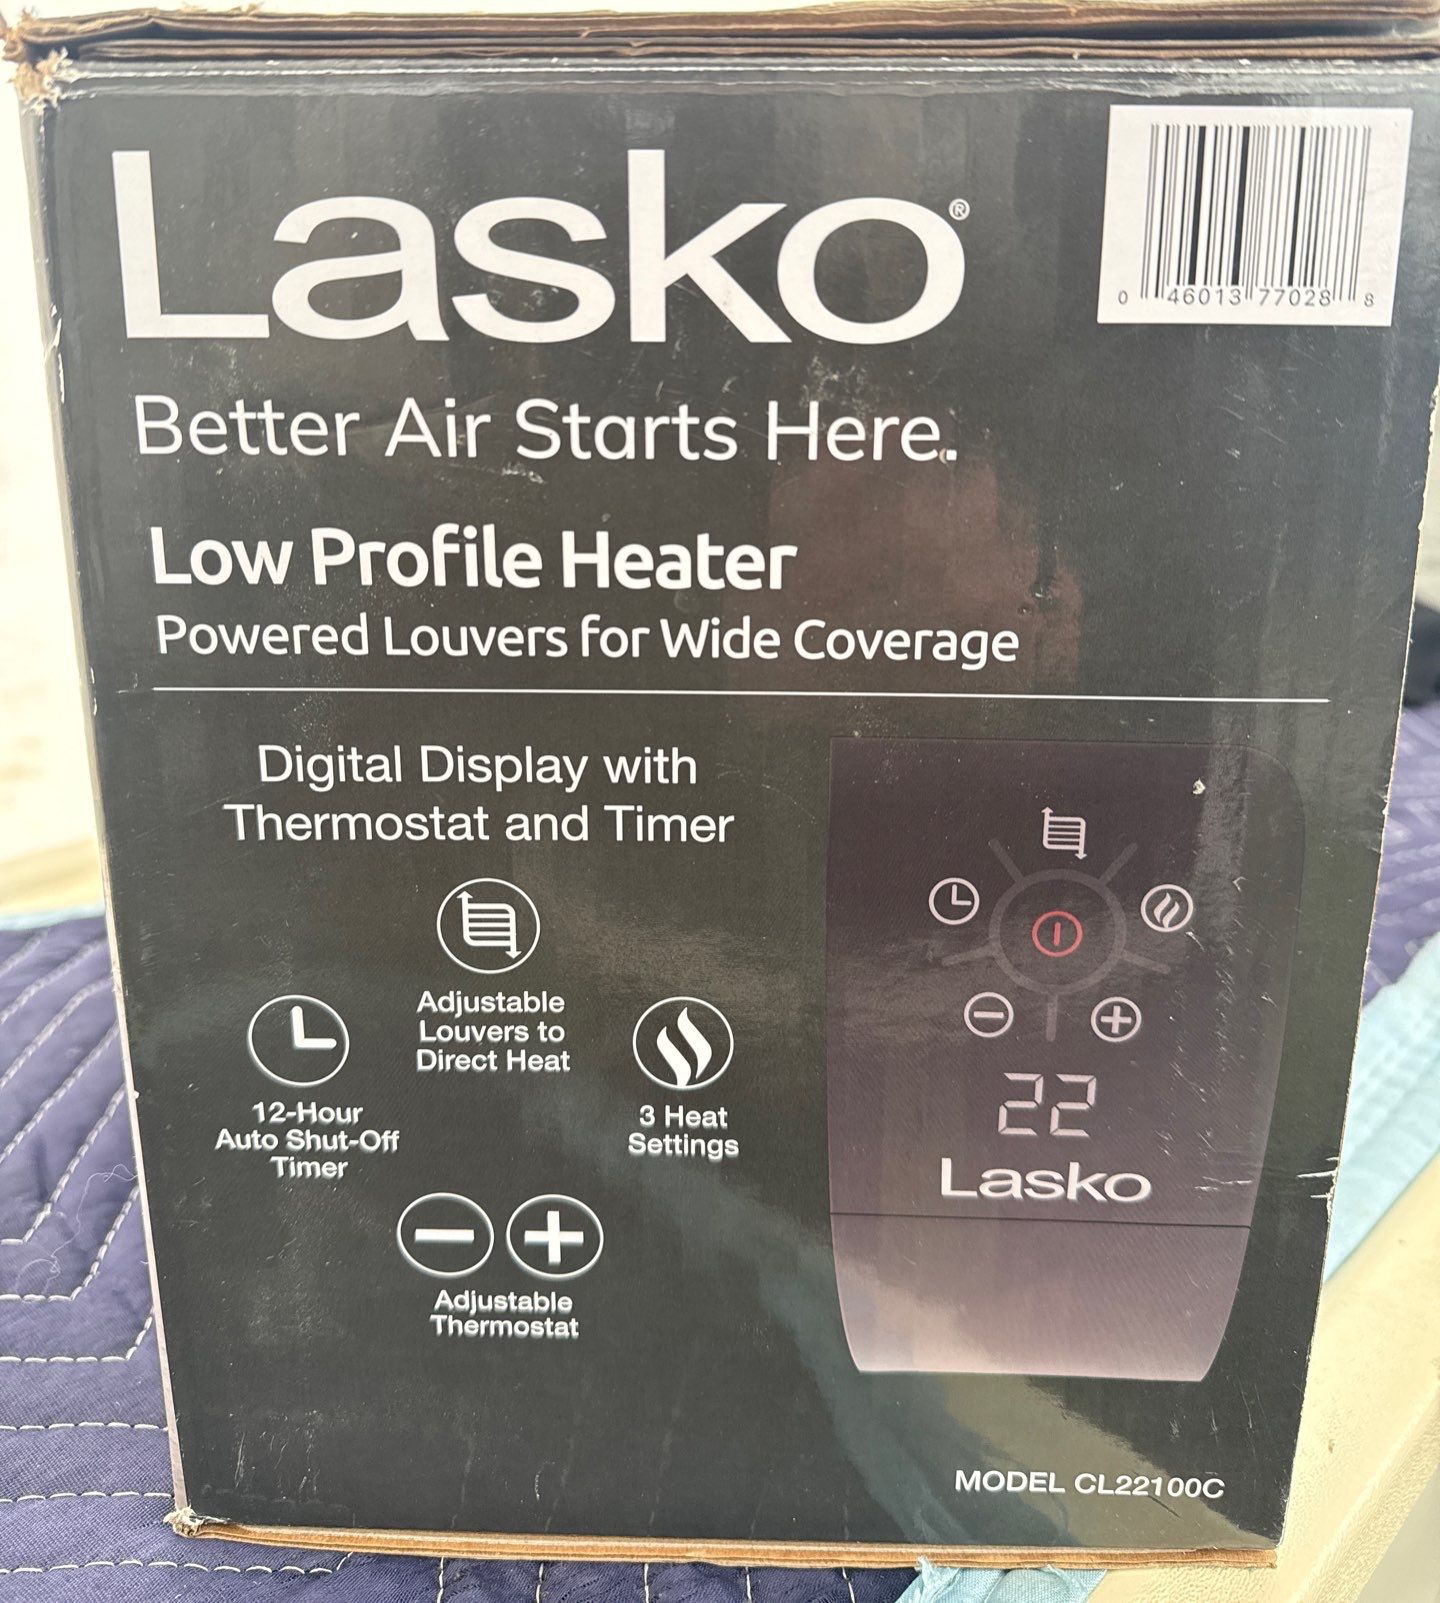 Lasko®
0 46013 77028 8
Better Air Starts Here.
Low Profile Heater
Powered Louvers for Wide Coverage
Digital Display with
Thermostat and Timer
Adjustable
Louvers to
Direct Heat
12-Hour
Auto Shut-Off
Timer
3 Heat
Settings
Adjustable
Thermostat
22
Lasko
MODEL CL22100C